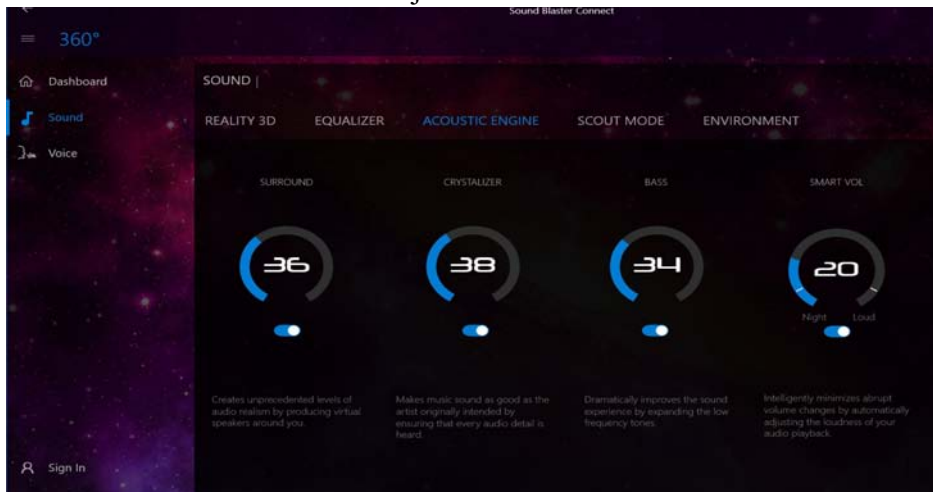 Sound Blaster Connect
360°
Dashboard
Sound
Voice
Sign In
SOUND |
REALITY 3D EQUALIZER ACOUSTIC ENGINE SCOUT MODE ENVIRONMENT
SURROUND CRYSTALIZER BASS SMART VOL
36 38 34 20
Night Loud
Creates unprecedented levels of
audio realism by producing virtual
speakers around you.
Makes music sound as good as the
artist originally intended by
ensuring that every audio detail is
heard.
Dramatically improves the sound
experience by expanding the low
frequency tones.
Intelligently minimizes abrupt
volume changes by automatically
adjusting the loudness of your
audio playback.